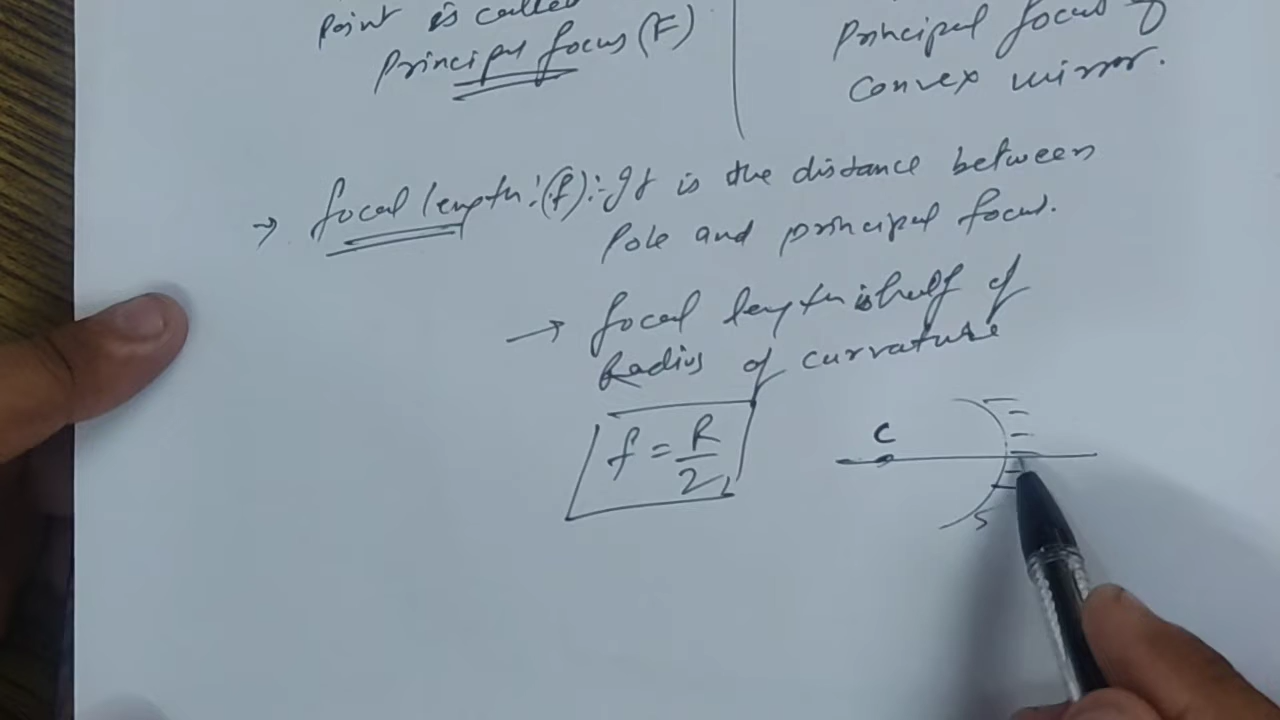 Point is called
Principal focus (F)
Principal focus of
Convex mirror.
→ focal length :(f) :- It is the distance between
Pole and principal focus.
→ focal length is half of
Radius of curvature
f = R/2
C